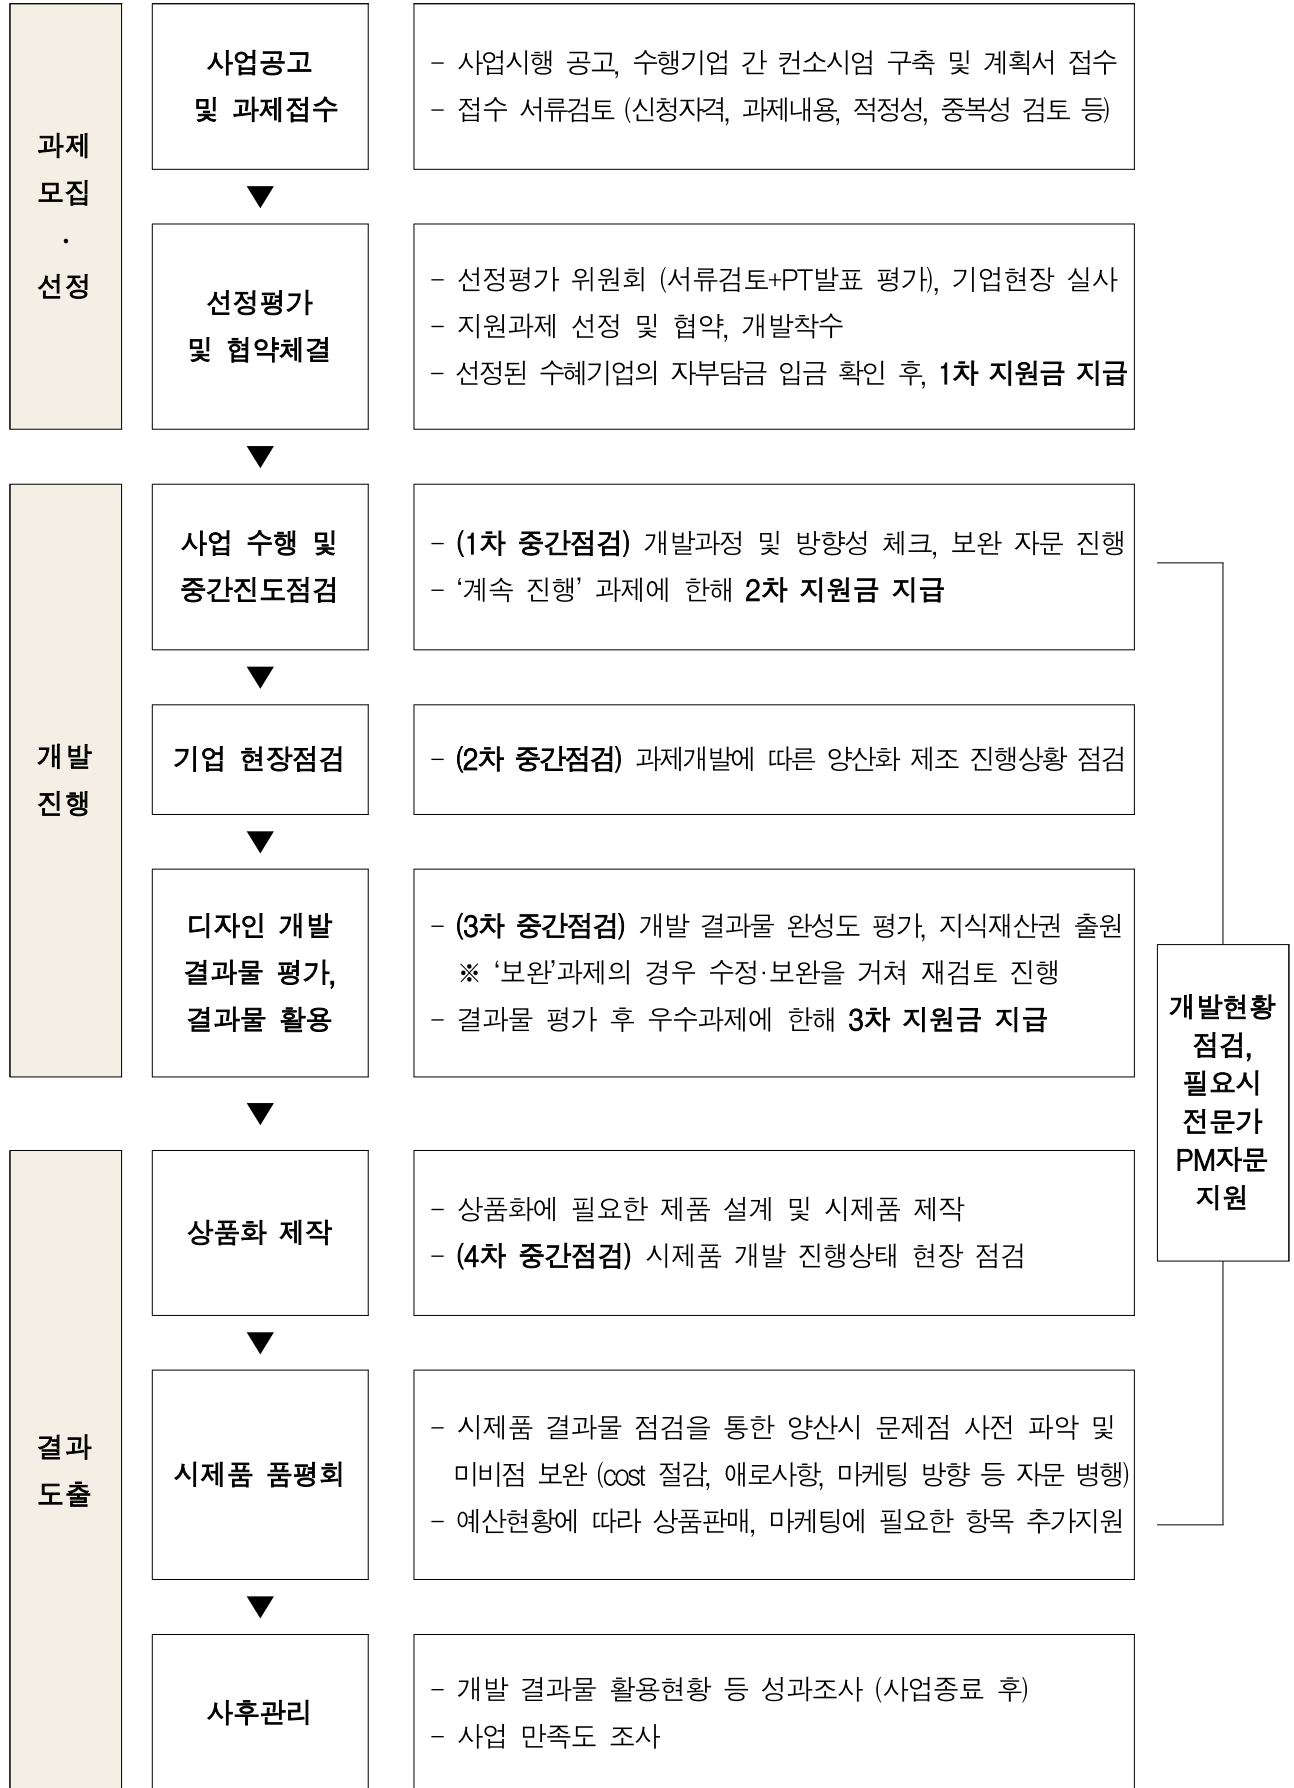 과제
모집
·
선정
사업공고
및 과제접수
- 사업시행 공고, 수행기업 간 컨소시엄 구축 및 계획서 접수
- 접수 서류검토 (신청자격, 과제내용, 적정성, 중복성 검토 등)
▼
선정평가
및 협약체결
- 선정평가 위원회 (서류검토+PT발표 평가), 기업현장 실사
- 지원과제 선정 및 협약, 개발착수
- 선정된 수혜기업의 자부담금 입금 확인 후, 1차 지원금 지급
▼
개발
진행
사업 수행 및
중간진도점검
- (1차 중간점검) 개발과정 및 방향성 체크, 보완 자문 진행
- ‘계속 진행’ 과제에 한해 2차 지원금 지급
▼
기업 현장점검
- (2차 중간점검) 과제개발에 따른 양산화 제조 진행상황 점검
▼
디자인 개발
결과물 평가,
결과물 활용
- (3차 중간점검) 개발 결과물 완성도 평가, 지식재산권 출원
※ ‘보완’과제의 경우 수정·보완을 거쳐 재검토 진행
- 결과물 평가 후 우수과제에 한해 3차 지원금 지급
▼
개발현황
점검,
필요시
전문가
PM자문
지원
결과
도출
상품화 제작
- 상품화에 필요한 제품 설계 및 시제품 제작
- (4차 중간점검) 시제품 개발 진행상태 현장 점검
▼
시제품 품평회
- 시제품 결과물 점검을 통한 양산시 문제점 사전 파악 및
미비점 보완 (cost 절감, 애로사항, 마케팅 방향 등 자문 병행)
- 예산현황에 따라 상품판매, 마케팅에 필요한 항목 추가지원
▼
사후관리
- 개발 결과물 활용현황 등 성과조사 (사업종료 후)
- 사업 만족도 조사